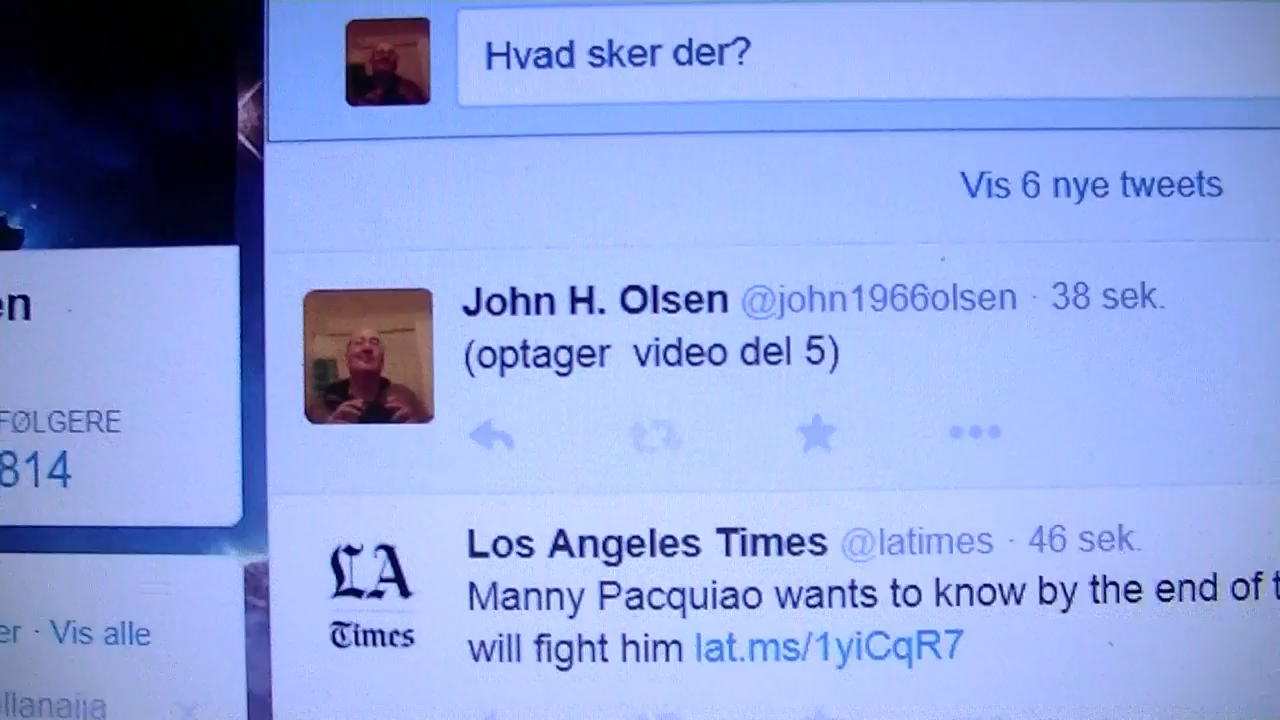 Hvad sker der?
Vis 6 nye tweets
en
John H. Olsen @john1966olsen · 38 sek.
(optager video del 5)
FØLGERE
814
LA
Times
Los Angeles Times @latimes · 46 sek.
Manny Pacquiao wants to know by the end of t
will fight him lat.ms/1yiCqR7
er · Vis alle
llanaija